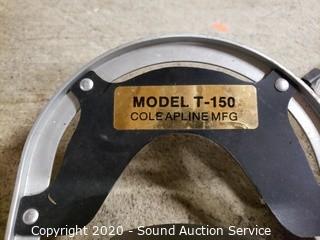 MODEL T-150
COLE APLINE MFG
Copyright 2020 - Sound Auction Service